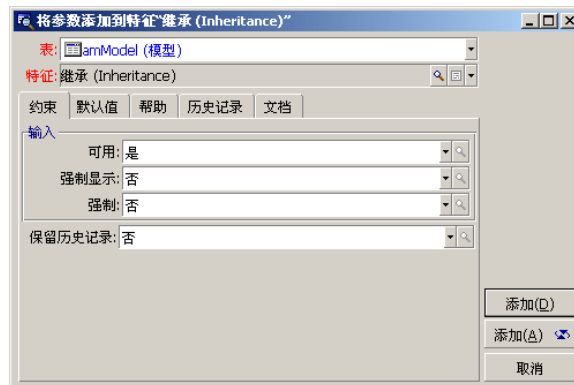 将参数添加到特征“继承 (Inheritance)”
表: amModel (模型)
特征: 继承 (Inheritance)
约束 默认值 帮助 历史记录 文档
输入
可用: 是
强制显示: 否
强制: 否
保留历史记录: 否
添加(D)
添加(A)
取消